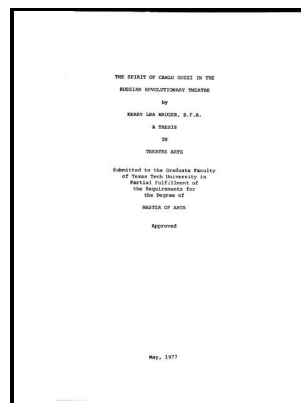 THE SPIRIT OF CARLO GOZZI IN THE
RUSSIAN REVOLUTIONARY THEATRE
by
KERRY LEA KRUGER, B.F.A.
A THESIS
IN
THEATRE ARTS
Submitted to the Graduate Faculty
of Texas Tech University in
Partial Fulfillment of
the Requirements for
the Degree of
MASTER OF ARTS
Approved
May, 1977